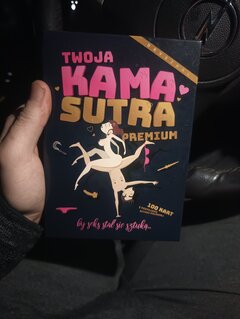 TWOJA
KAMA
SUTRA
PREMIUM
100 KART
by seks stał się sztuką...